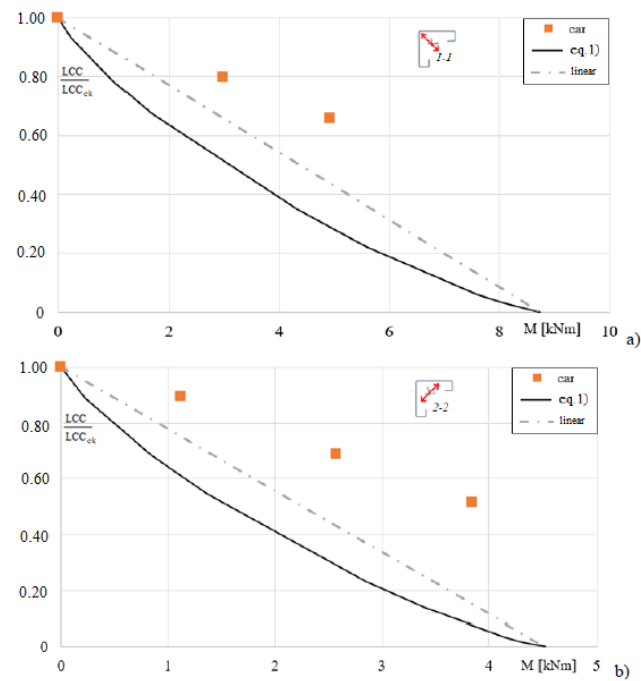 1.00
0.80
0.60
0.40
0.20
0
LCC
LCC_ek
1-1
car
eq.1)
linear
0 2 4 6 8 10
M [kNm]
a)
1.00
0.80
0.60
0.40
0.20
0
LCC
LCC_ek
2-2
car
eq.1)
linear
0 1 2 3 4 5
M [kNm]
b)